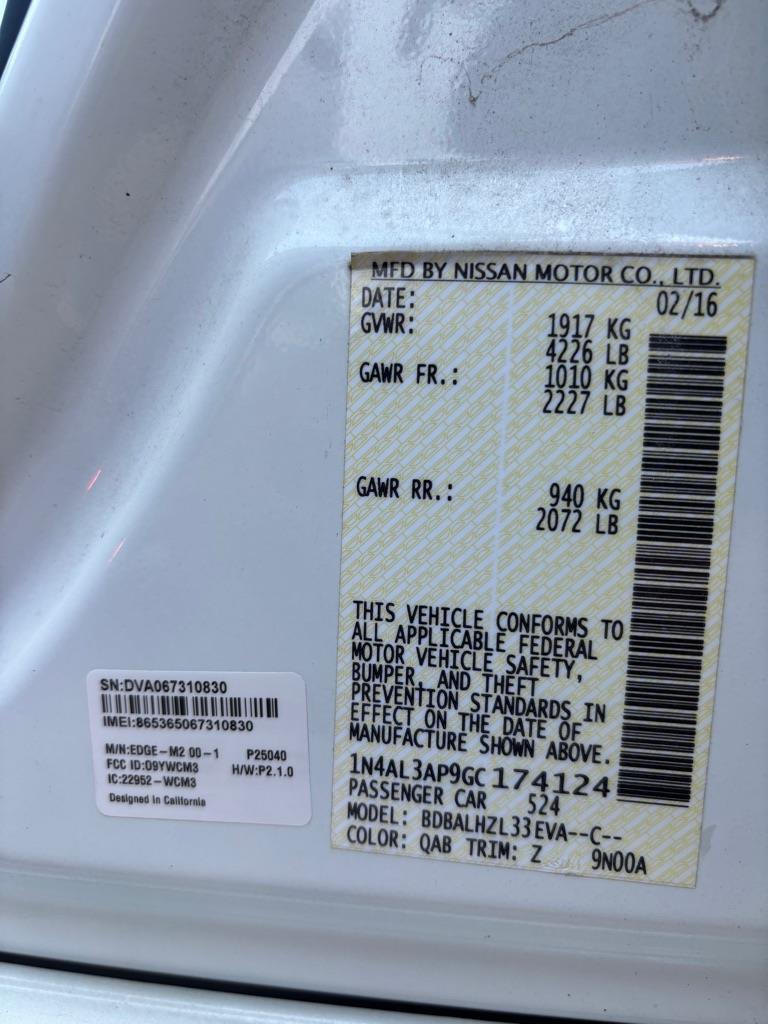 MFD BY NISSAN MOTOR CO., LTD.
DATE: 02/16
GVWR: 1917 KG
4226 LB
GAWR FR.: 1010 KG
2227 LB
GAWR RR.: 940 KG
2072 LB
THIS VEHICLE CONFORMS TO
ALL APPLICABLE FEDERAL
MOTOR VEHICLE SAFETY,
BUMPER, AND THEFT
PREVENTION STANDARDS IN
EFFECT ON THE DATE OF
MANUFACTURE SHOWN ABOVE.
1N4AL3AP9GC174124
PASSENGER CAR 524
MODEL: BDBALHZL33EVA--C--
COLOR: QAB TRIM: Z 9N00A
SN:DVA067310830
IMEI:865365067310830
M/N:EDGE-M2 00-1 P25040
FCC ID:O9YWCM3 H/W:P2.1.0
IC:22952-WCM3
Designed in California